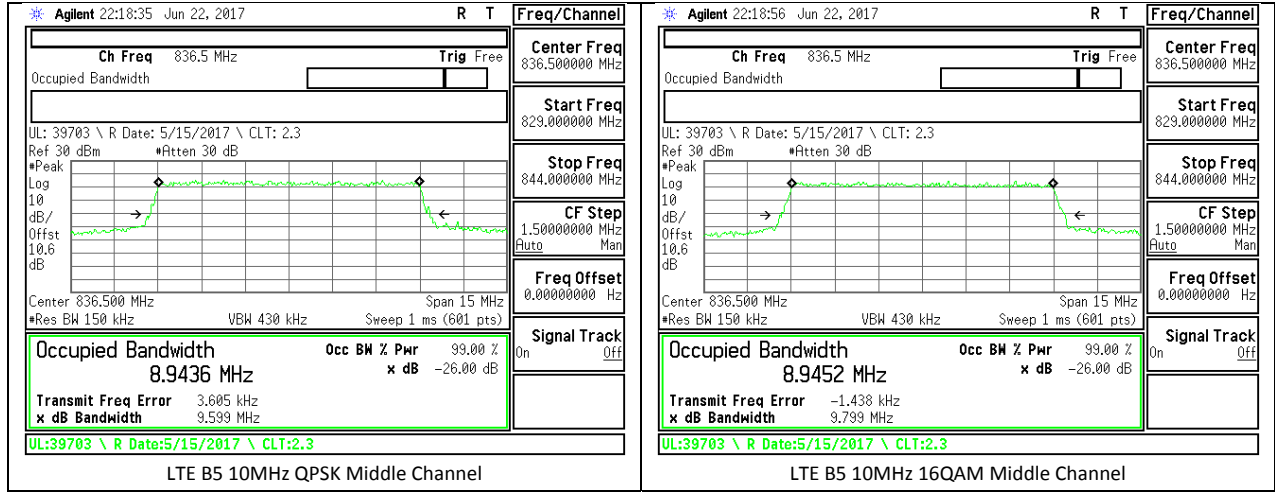 Agilent 22:18:35 Jun 22, 2017 R T
Freq/Channel
Ch Freq 836.5 MHz Trig Free
Occupied Bandwidth
Center Freq
836.500000 MHz
Start Freq
829.000000 MHz
UL: 39703 \ R Date: 5/15/2017 \ CLT: 2.3
Ref 30 dBm #Atten 30 dB
#Peak
Log
10
dB/
Offst
10.6
dB
Stop Freq
844.000000 MHz
CF Step
1.50000000 MHz
Auto Man
Freq Offset
0.00000000 Hz
Center 836.500 MHz Span 15 MHz
#Res BW 150 kHz VBW 430 kHz Sweep 1 ms (601 pts)
Signal Track
On Off
Occupied Bandwidth Occ BW % Pwr 99.00 %
8.9436 MHz x dB -26.00 dB
Transmit Freq Error 3.605 kHz
x dB Bandwidth 9.599 MHz
UL:39703 \ R Date:5/15/2017 \ CLT:2.3
LTE B5 10MHz QPSK Middle Channel
Agilent 22:18:56 Jun 22, 2017 R T
Freq/Channel
Ch Freq 836.5 MHz Trig Free
Occupied Bandwidth
Center Freq
836.500000 MHz
Start Freq
829.000000 MHz
UL: 39703 \ R Date: 5/15/2017 \ CLT: 2.3
Ref 30 dBm #Atten 30 dB
#Peak
Log
10
dB/
Offst
10.6
dB
Stop Freq
844.000000 MHz
CF Step
1.50000000 MHz
Auto Man
Freq Offset
0.00000000 Hz
Center 836.500 MHz Span 15 MHz
#Res BW 150 kHz VBW 430 kHz Sweep 1 ms (601 pts)
Signal Track
On Off
Occupied Bandwidth Occ BW % Pwr 99.00 %
8.9452 MHz x dB -26.00 dB
Transmit Freq Error -1.438 kHz
x dB Bandwidth 9.799 MHz
UL:39703 \ R Date:5/15/2017 \ CLT:2.3
LTE B5 10MHz 16QAM Middle Channel